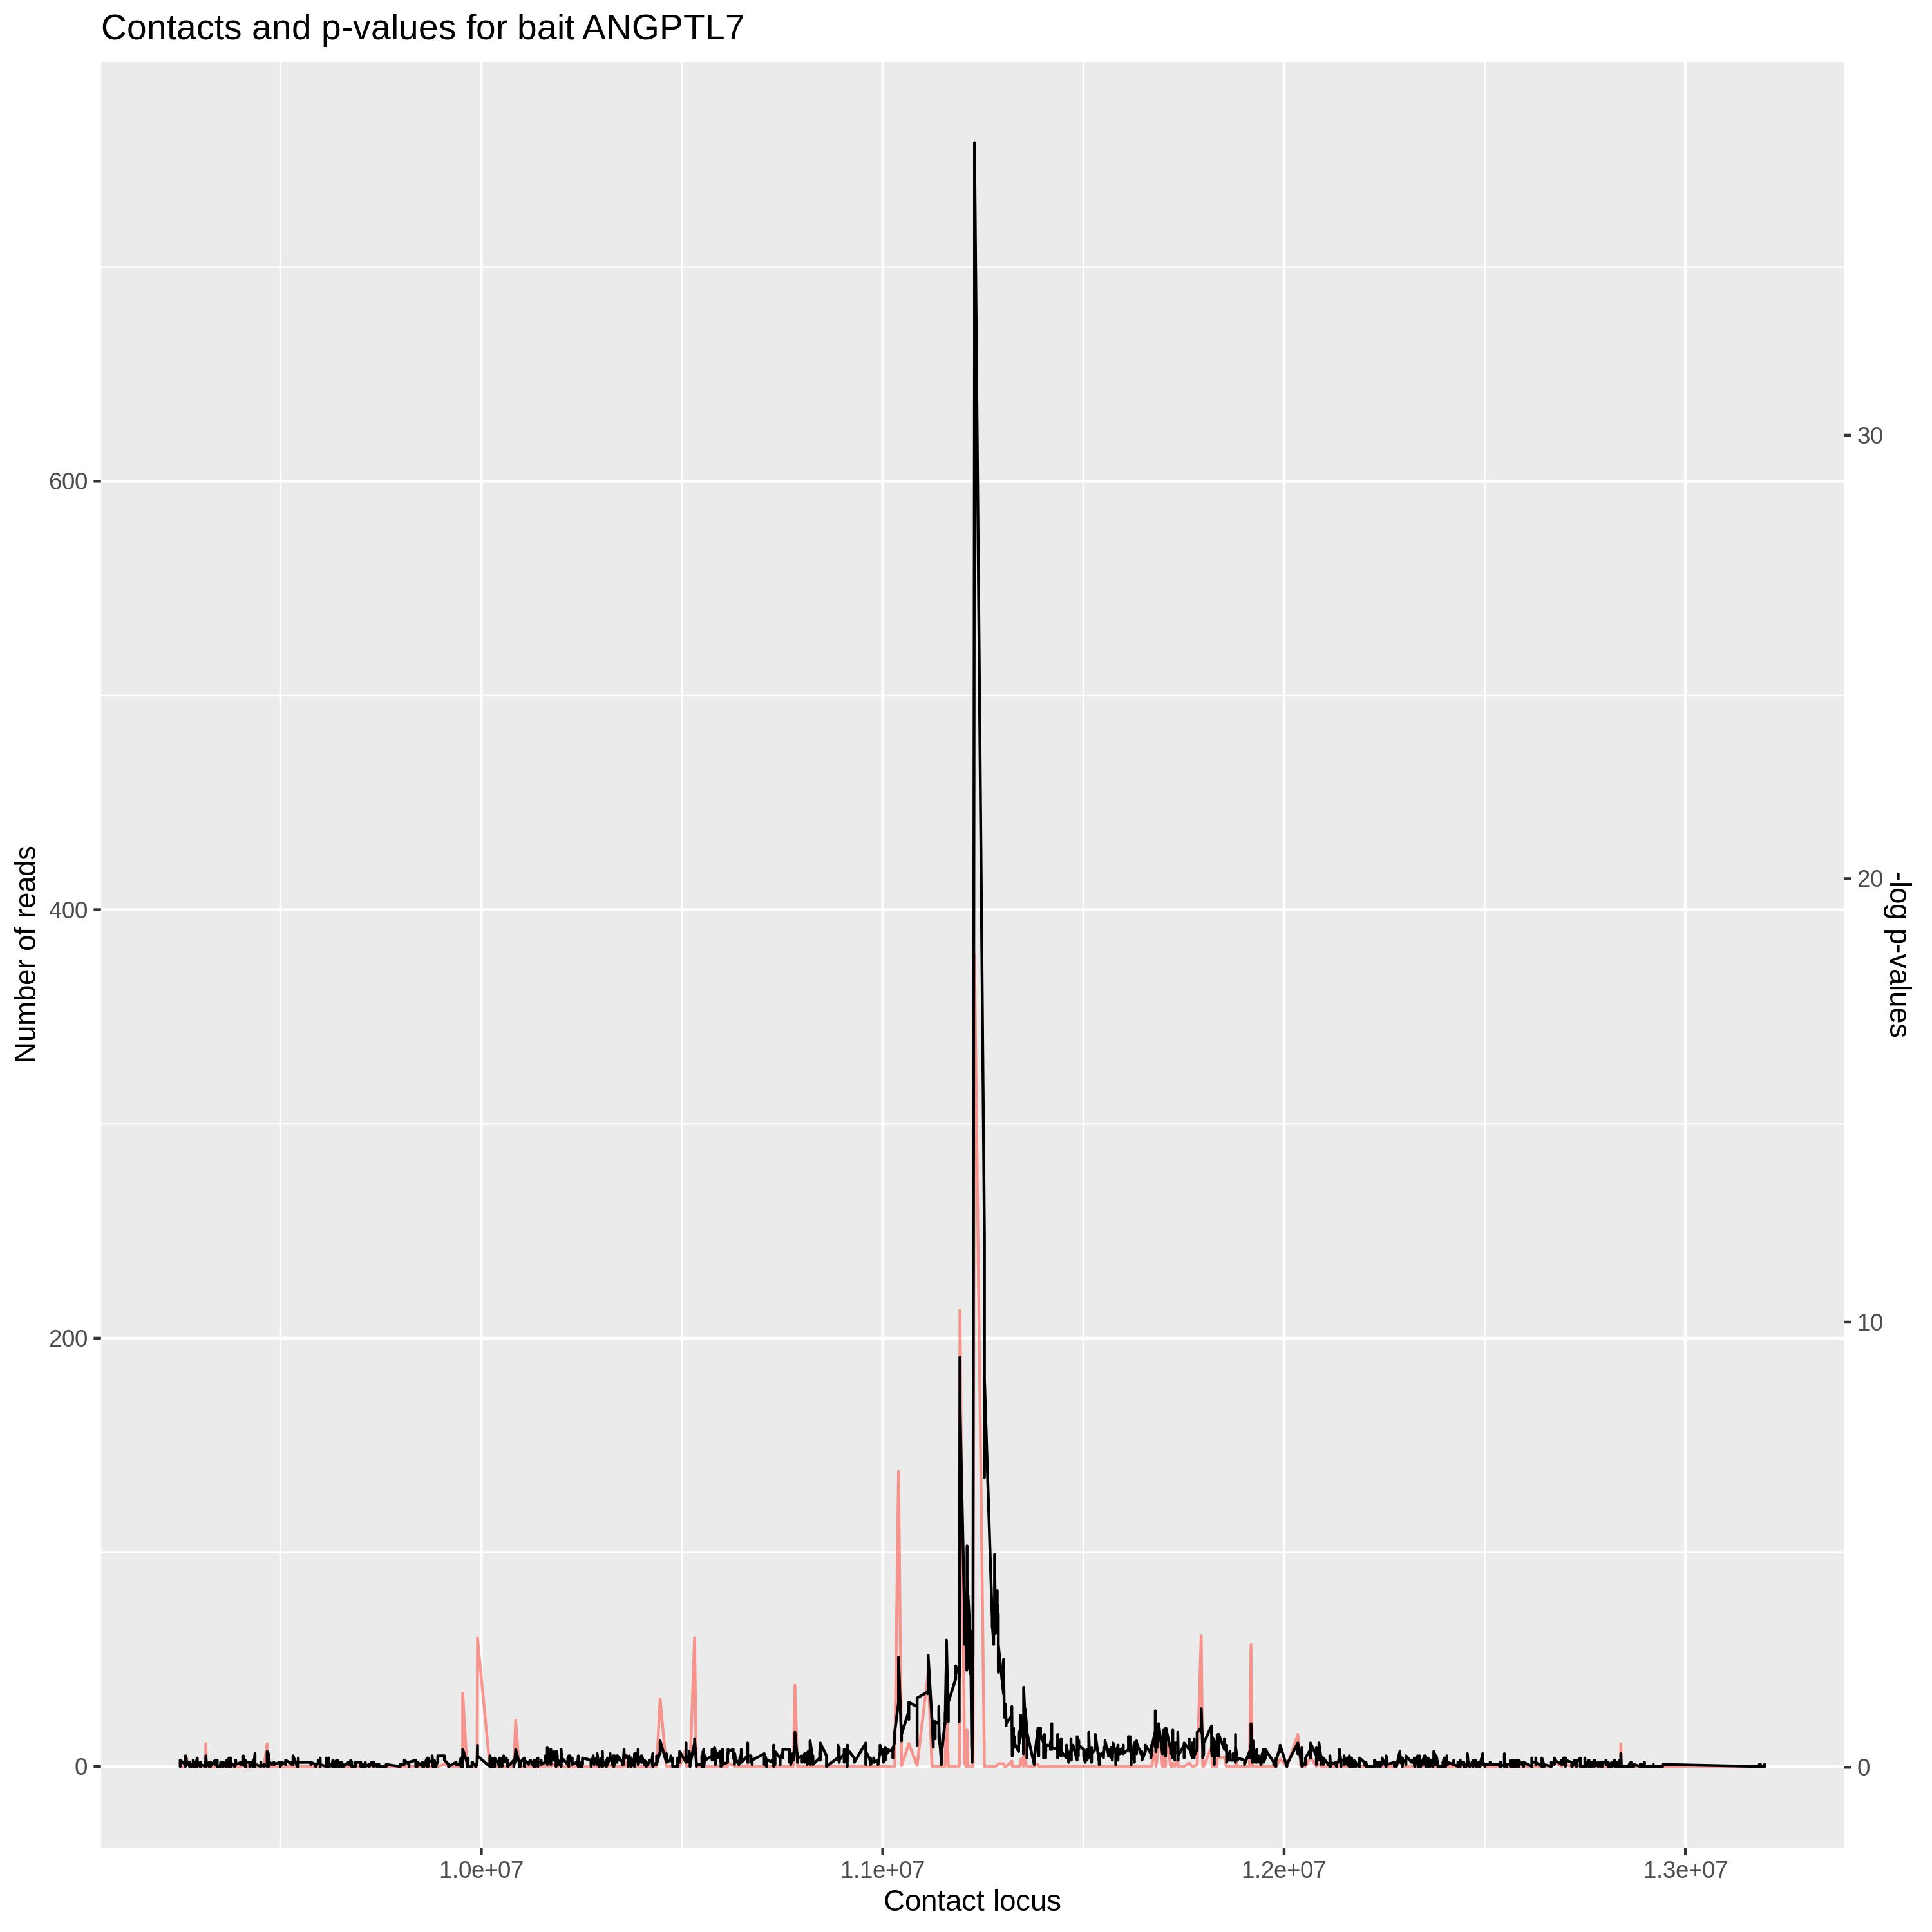 Contacts and p-values for bait ANGPTL7
Number of reads
600
400
200
0
30
20
10
0
-log p-values
1.0e+07
1.1e+07
1.2e+07
1.3e+07
Contact locus